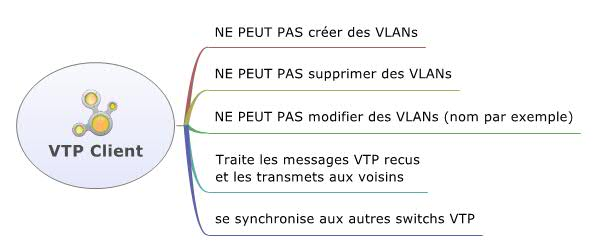 NE PEUT PAS créer des VLANs
NE PEUT PAS supprimer des VLANs
NE PEUT PAS modifier des VLANs (nom par exemple)
VTP Client
Traite les messages VTP recus
et les transmets aux voisins
se synchronise aux autres switchs VTP